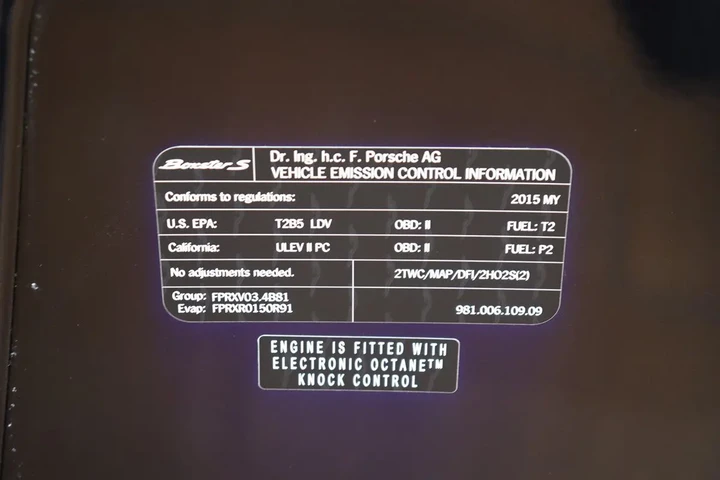 Boxster S
Dr. Ing. h.c. F. Porsche AG
VEHICLE EMISSION CONTROL INFORMATION
Conforms to regulations: 2015 MY
U.S. EPA: T2B5 LDV OBD: II FUEL: T2
California: ULEV II PC OBD: II FUEL: P2
No adjustments needed. 2TWC/MAP/DFI/2HO2S(2)
Group: FPRXV03.4B81
Evap: FPRXR0150R91
981.006.109.09
ENGINE IS FITTED WITH
ELECTRONIC OCTANE™
KNOCK CONTROL